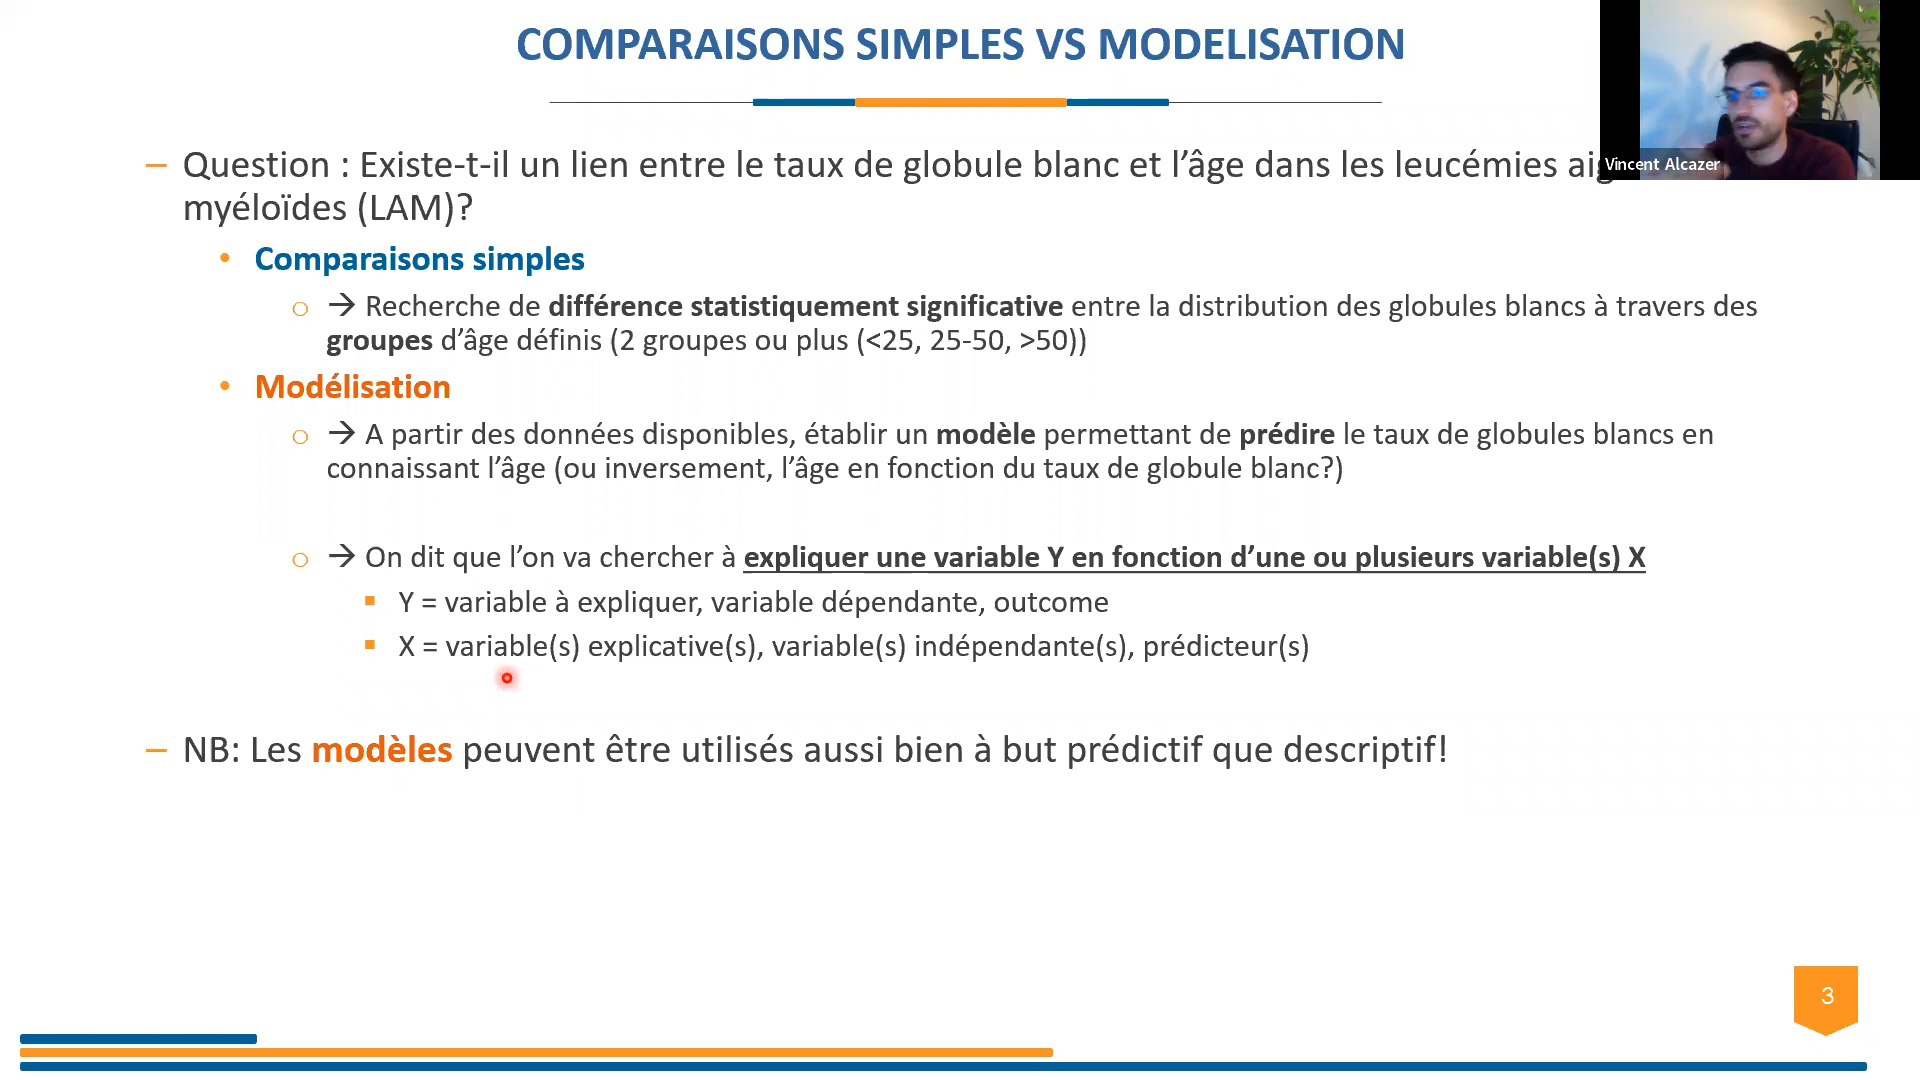 COMPARAISONS SIMPLES VS MODELISATION
Vincent Alcazer
– Question : Existe-t-il un lien entre le taux de globule blanc et l’âge dans les leucémies
myéloïdes (LAM)?
• Comparaisons simples
o → Recherche de différence statistiquement significative entre la distribution des globules blancs à travers des
groupes d’âge définis (2 groupes ou plus (<25, 25-50, >50))
• Modélisation
o → A partir des données disponibles, établir un modèle permettant de prédire le taux de globules blancs en
connaissant l’âge (ou inversement, l’âge en fonction du taux de globule blanc?)
o → On dit que l’on va chercher à expliquer une variable Y en fonction d’une ou plusieurs variable(s) X
▪ Y = variable à expliquer, variable dépendante, outcome
▪ X = variable(s) explicative(s), variable(s) indépendante(s), prédicteur(s)
– NB: Les modèles peuvent être utilisés aussi bien à but prédictif que descriptif!
3